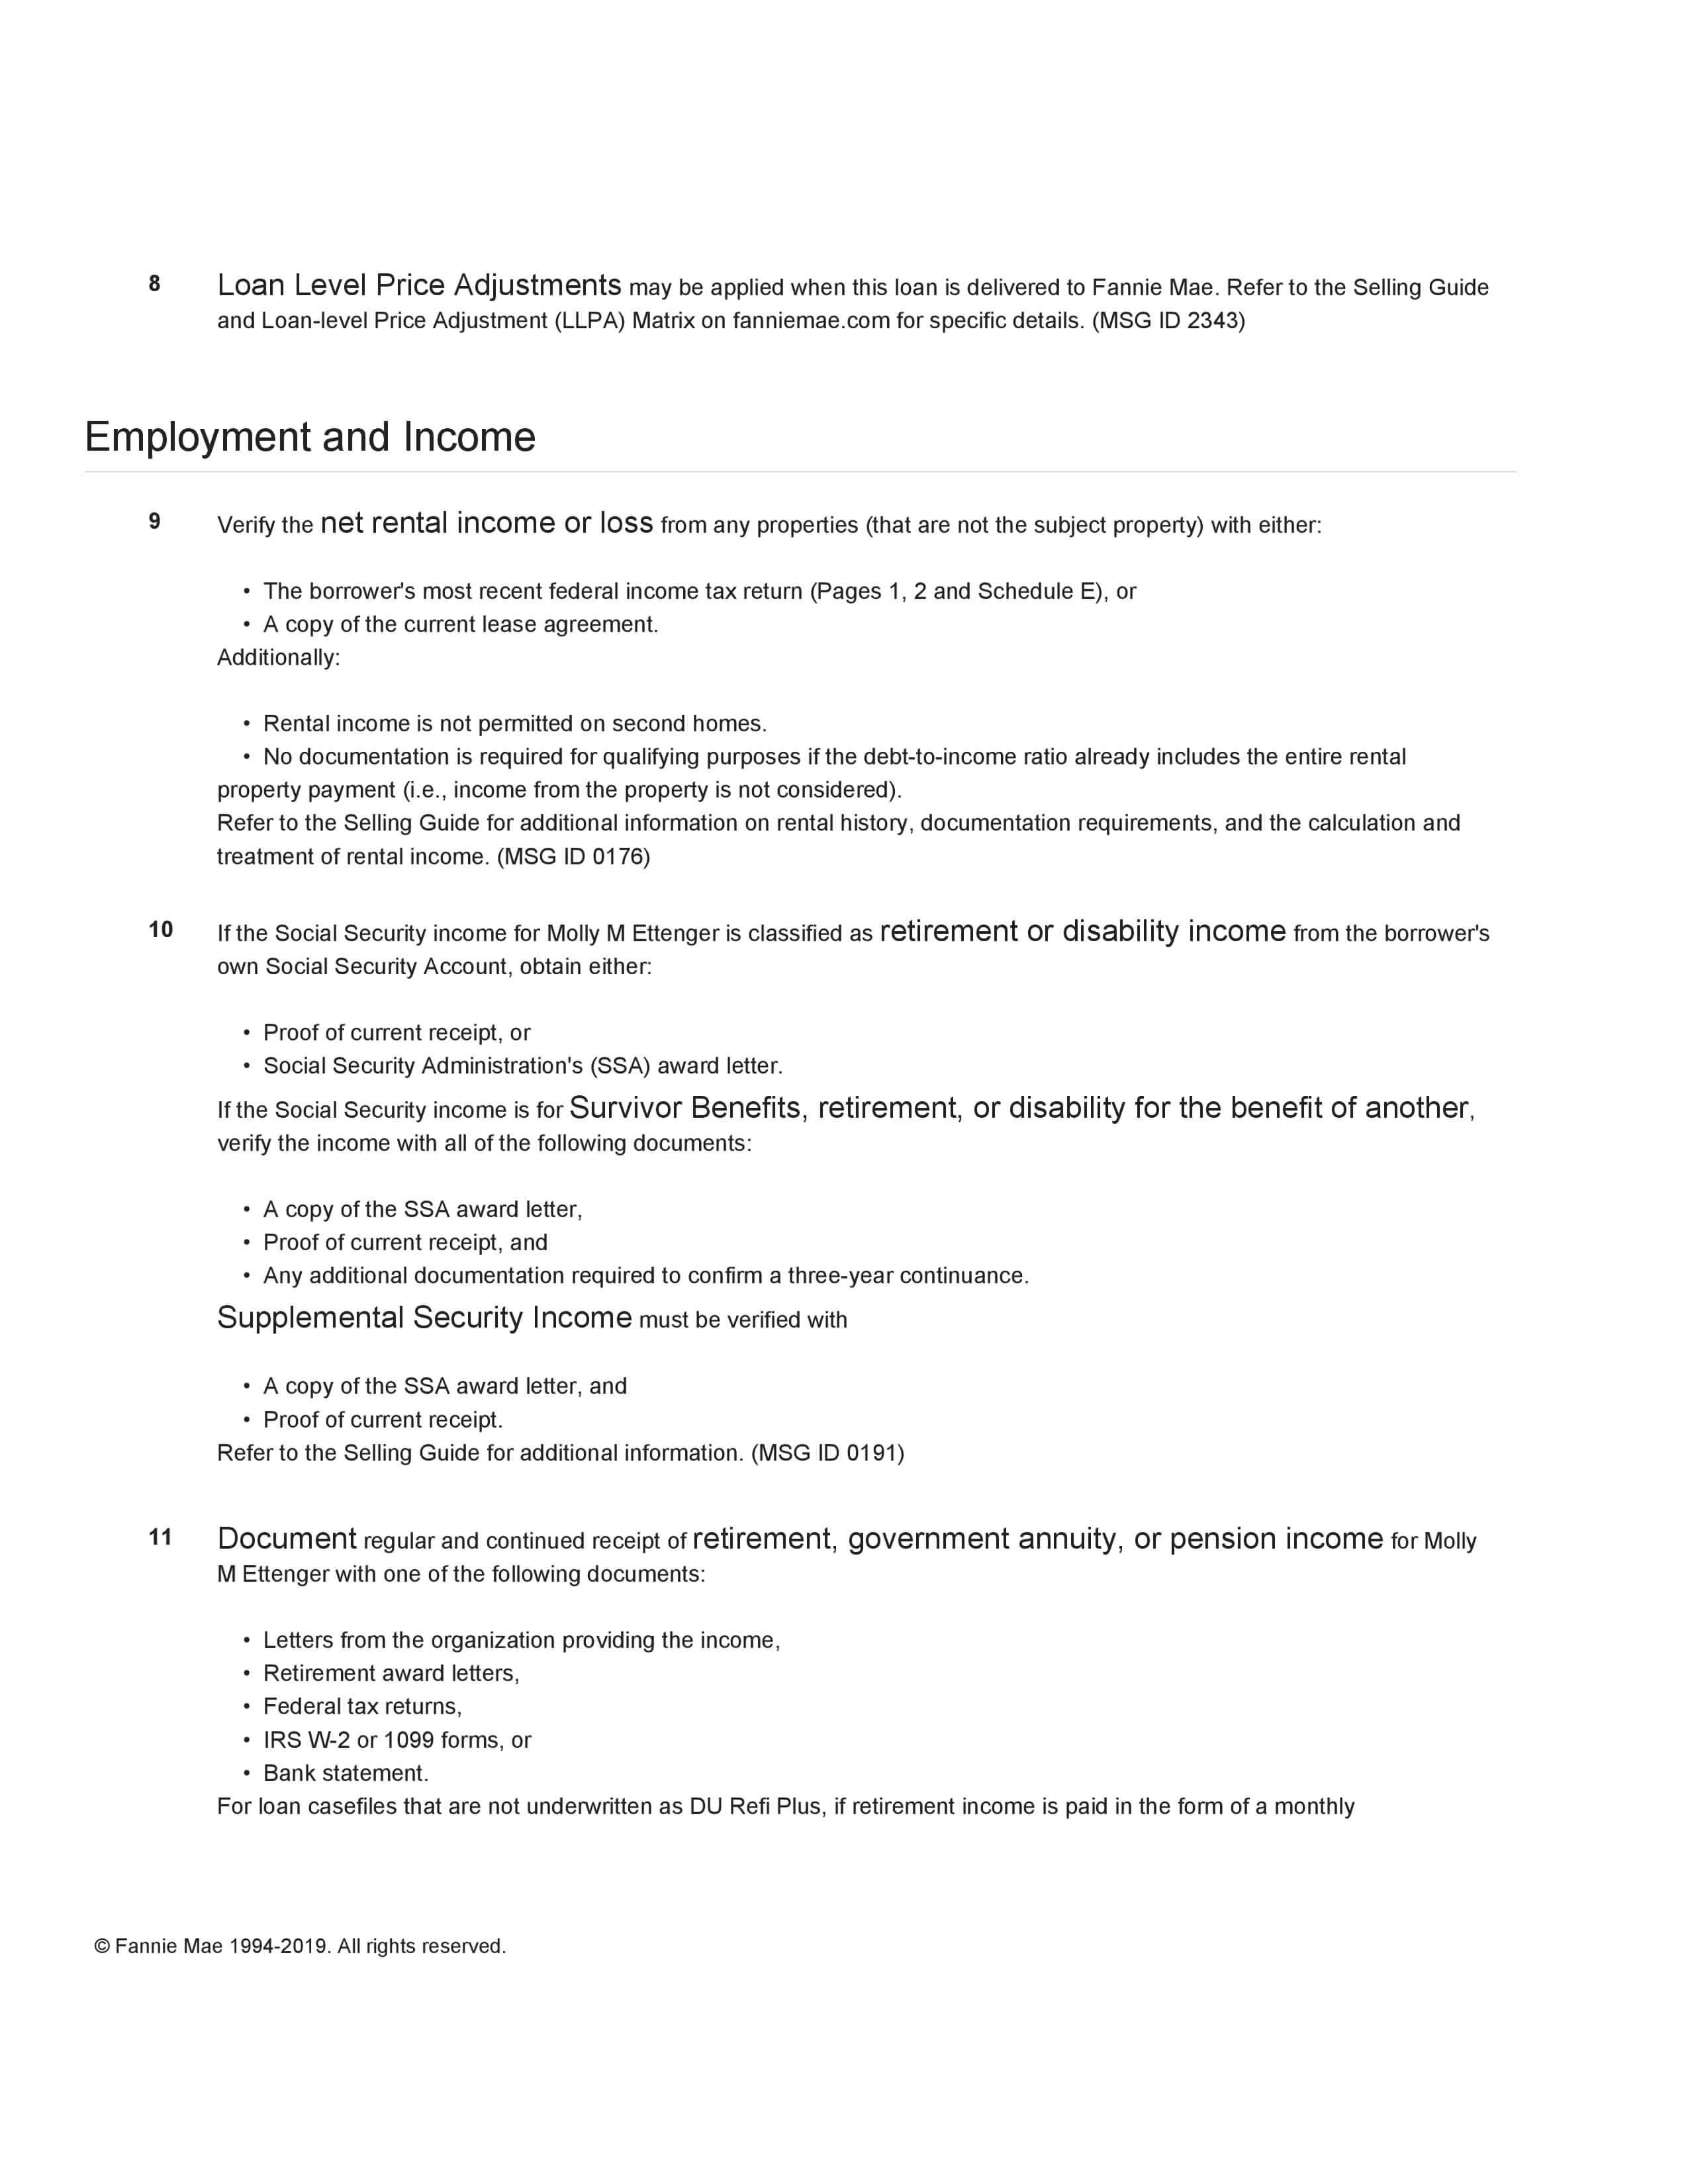 8 Loan Level Price Adjustments may be applied when this loan is delivered to Fannie Mae. Refer to the Selling Guide
and Loan-level Price Adjustment (LLPA) Matrix on fanniemae.com for specific details. (MSG ID 2343)
Employment and Income
9 Verify the net rental income or loss from any properties (that are not the subject property) with either:
• The borrower's most recent federal income tax return (Pages 1, 2 and Schedule E), or
• A copy of the current lease agreement.
Additionally:
• Rental income is not permitted on second homes.
• No documentation is required for qualifying purposes if the debt-to-income ratio already includes the entire rental
property payment (i.e., income from the property is not considered).
Refer to the Selling Guide for additional information on rental history, documentation requirements, and the calculation and
treatment of rental income. (MSG ID 0176)
10 If the Social Security income for Molly M Ettenger is classified as retirement or disability income from the borrower's
own Social Security Account, obtain either:
• Proof of current receipt, or
• Social Security Administration's (SSA) award letter.
If the Social Security income is for Survivor Benefits, retirement, or disability for the benefit of another,
verify the income with all of the following documents:
• A copy of the SSA award letter,
• Proof of current receipt, and
• Any additional documentation required to confirm a three-year continuance.
Supplemental Security Income must be verified with
• A copy of the SSA award letter, and
• Proof of current receipt.
Refer to the Selling Guide for additional information. (MSG ID 0191)
11 Document regular and continued receipt of retirement, government annuity, or pension income for Molly
M Ettenger with one of the following documents:
• Letters from the organization providing the income,
• Retirement award letters,
• Federal tax returns,
• IRS W-2 or 1099 forms, or
• Bank statement.
For loan casefiles that are not underwritten as DU Refi Plus, if retirement income is paid in the form of a monthly
© Fannie Mae 1994-2019. All rights reserved.